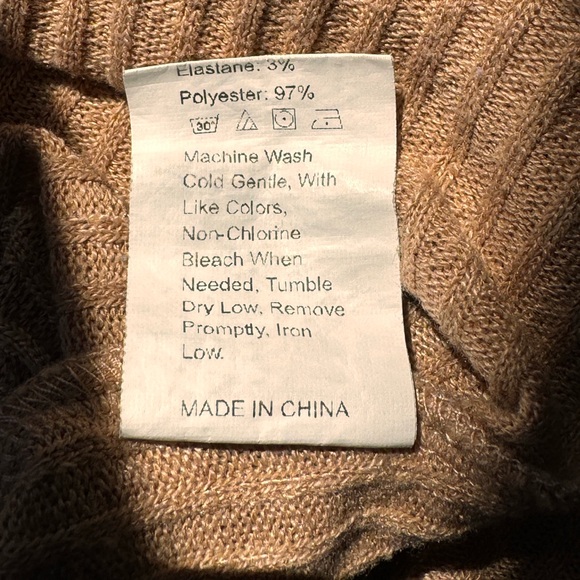 Elastane: 3%
Polyester: 97%
30°
Machine Wash
Cold Gentle, With
Like Colors,
Non-Chlorine
Bleach When
Needed, Tumble
Dry Low, Remove
Promptly, Iron
Low.
MADE IN CHINA